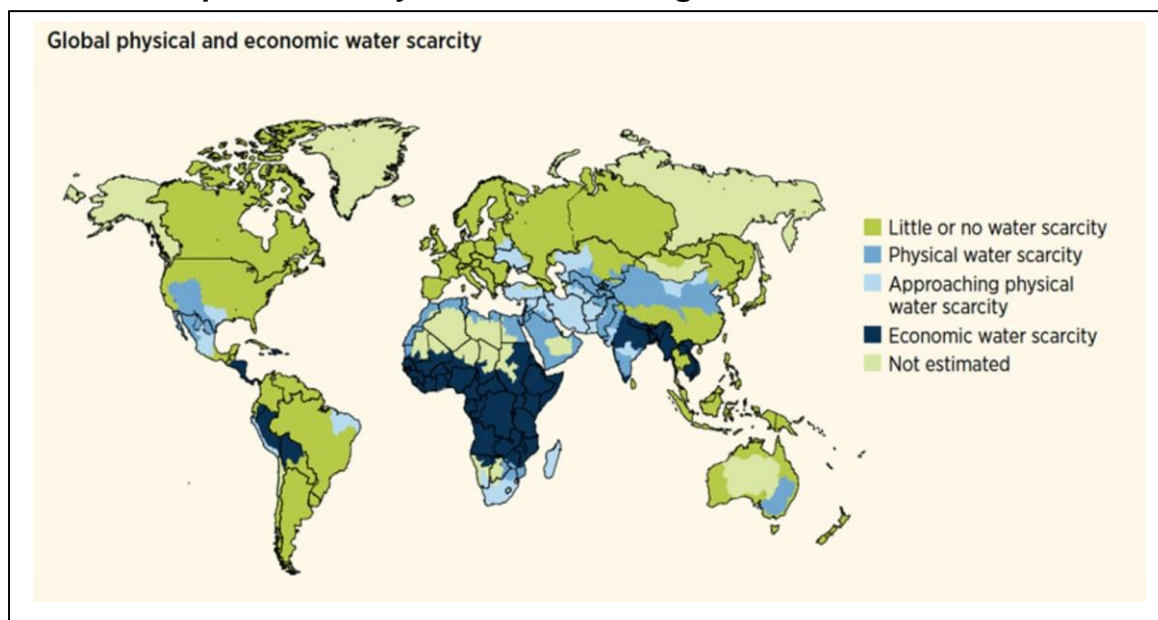 Global physical and economic water scarcity
Little or no water scarcity
Physical water scarcity
Approaching physical
water scarcity
Economic water scarcity
Not estimated